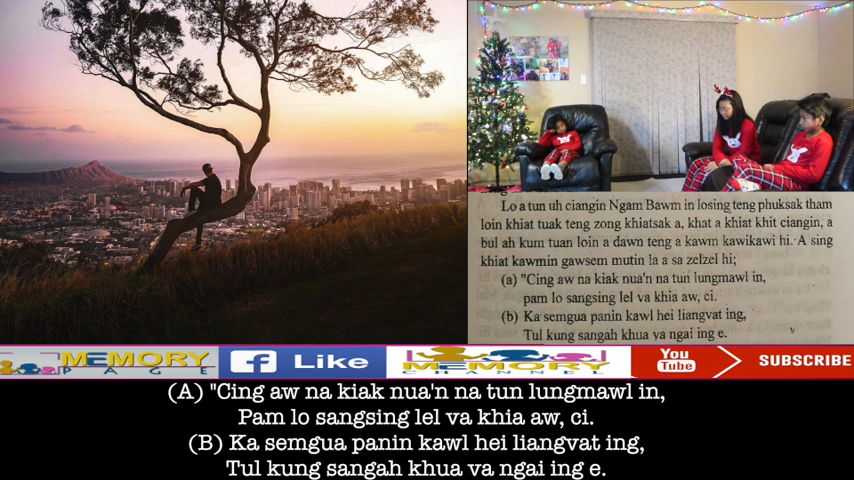 Lo a tun uh ciangin Ngam Bawm in losing teng phuksak tham
loin khiat tuak teng zong khiatsak a, khat a khiat khit ciangin, a
bul ah kum tuan loin a dawn teng a kawm kawikawi hi. A sing
khiat kawmin gawsem mutin la a sa zelzel hi;
(a) "Cing aw na kiak nua'n na tun lungmawl in,
pam lo sangsing lel va khia aw, ci.
(b) Ka semgua panin kawl hei liangvat ing,
Tul kung sangah khua va ngai ing e.
MEMORY
PAGE
f Like
MEMORY
CHANNEL
You
Tube
SUBSCRIBE
(A) "Cing aw na kiak nua'n na tun lungmawl in,
Pam lo sangsing lel va khia aw, ci.
(B) Ka semgua panin kawl hei liangvat ing,
Tul kung sangah khua va ngai ing e.